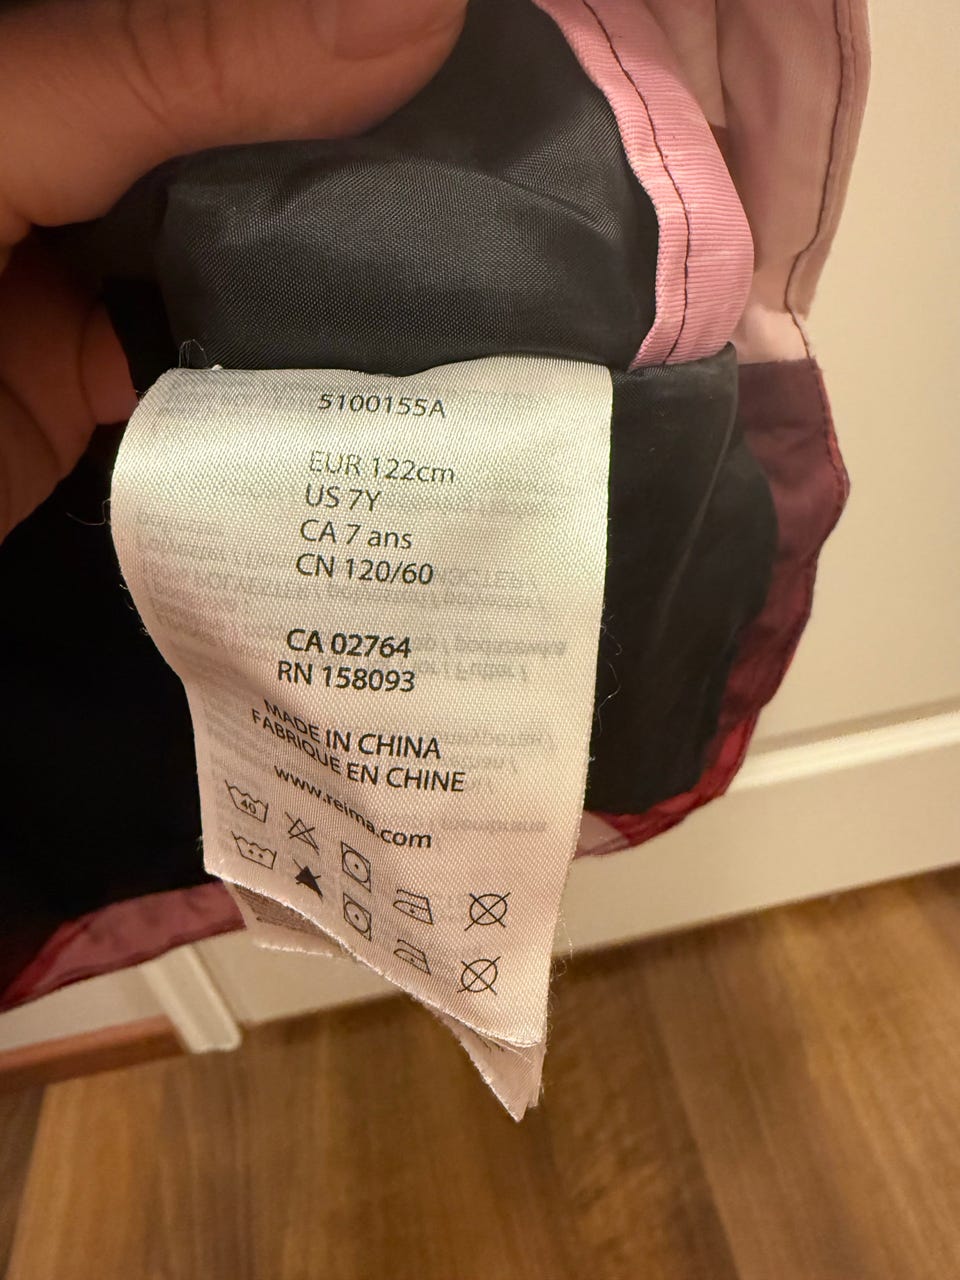 5100155A
EUR 122cm
US 7Y
CA 7 ans
CN 120/60
CA 02764
RN 158093
MADE IN CHINA
FABRIQUE EN CHINE
www.reima.com
40